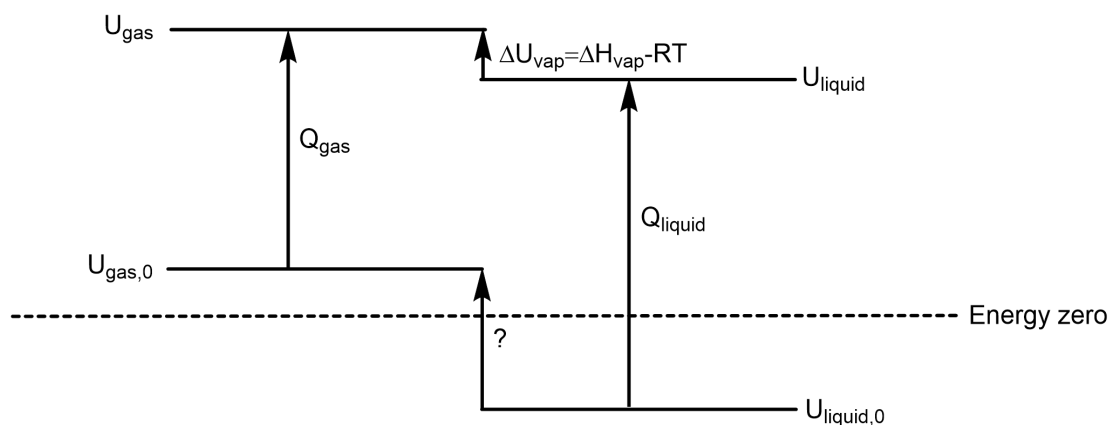 U_gas
ΔU_vap=ΔH_vap-RT
U_liquid
Q_gas
Q_liquid
U_gas,0
Energy zero
?
U_liquid,0